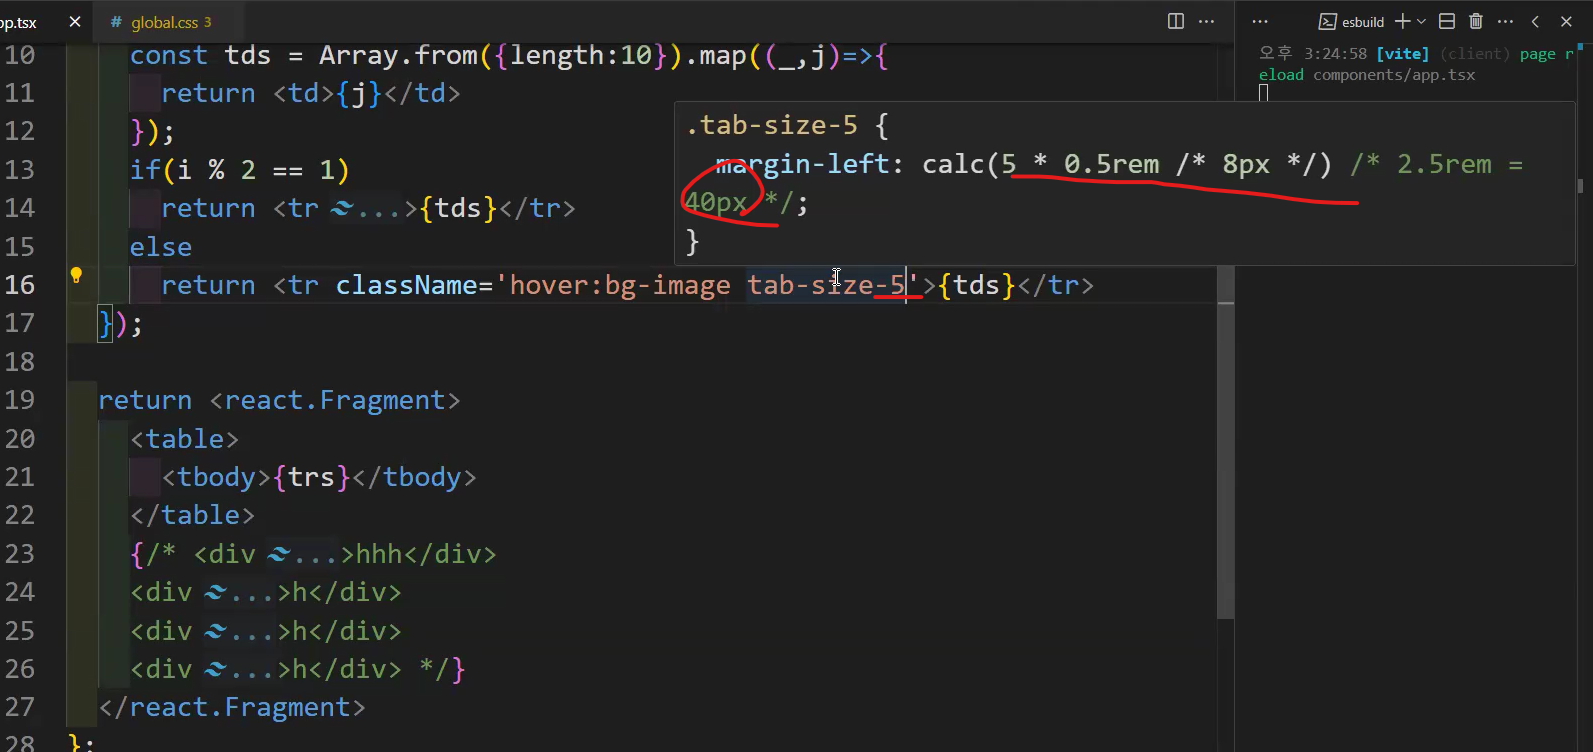 pp.tsx × # global.css 3 ... ... esbuild
오후 3:24:58 [vite] (client) page r
eload components/app.tsx
10 const tds = Array.from({length:10}).map((_,j)=>{
11 return <td>{j}</td>
12 });
13 if(i % 2 == 1)
14 return <tr ...>{tds}</tr>
15 else
.tab-size-5 {
margin-left: calc(5 * 0.5rem /* 8px */) /* 2.5rem =
40px */;
}
16 return <tr className='hover:bg-image tab-size-5'>{tds}</tr>
17 });
18
19 return <react.Fragment>
20 <table>
21 <tbody>{trs}</tbody>
22 </table>
23 {/* <div ...>hhh</div>
24 <div ...>h</div>
25 <div ...>h</div>
26 <div ...>h</div> */}
27 </react.Fragment>
28 };